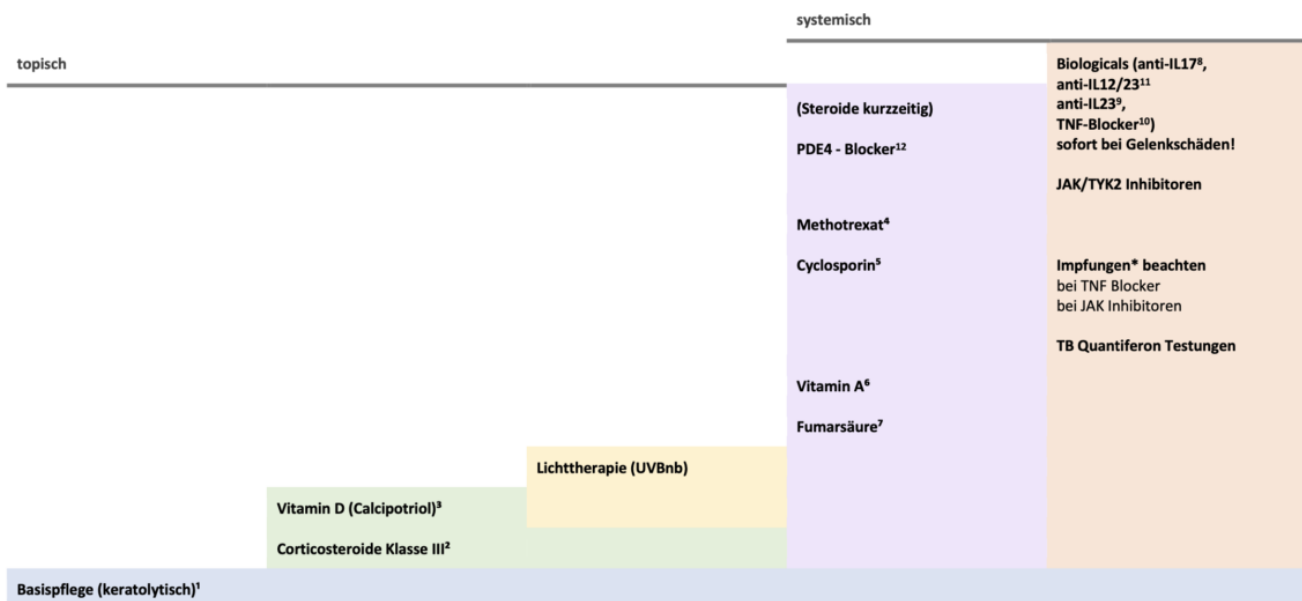 systemisch
topisch
Biologicals (anti-IL17⁸,
anti-IL12/23¹¹
anti-IL23⁹,
TNF-Blocker¹⁰)
sofort bei Gelenkschäden!
JAK/TYK2 Inhibitoren
(Steroide kurzzeitig)
PDE4 - Blocker¹²
Methotrexat⁴
Cyclosporin⁵
Impfungen* beachten
bei TNF Blocker
bei JAK Inhibitoren
TB Quantiferon Testungen
Vitamin A⁶
Fumarsäure⁷
Lichttherapie (UVBnb)
Vitamin D (Calcipotriol)³
Corticosteroide Klasse III²
Basispflege (keratolytisch)¹